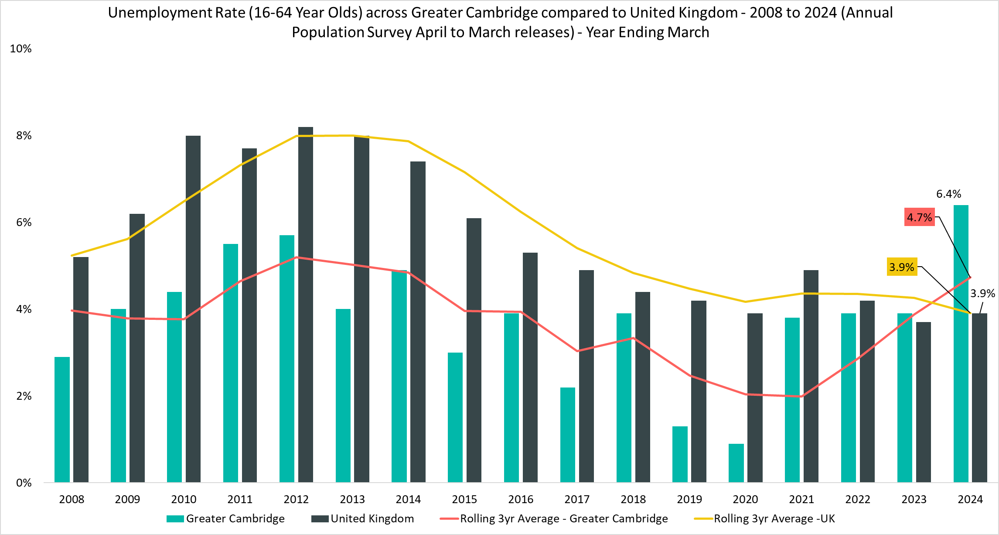 Unemployment Rate (16-64 Year Olds) across Greater Cambridge compared to United Kingdom - 2008 to 2024 (Annual
Population Survey April to March releases) - Year Ending March
10%
8%
6%
4%
2%
0%
6.4%
4.7%
3.9%
3.9%
2008 2009 2010 2011 2012 2013 2014 2015 2016 2017 2018 2019 2020 2021 2022 2023 2024
Greater Cambridge United Kingdom Rolling 3yr Average - Greater Cambridge Rolling 3yr Average -UK